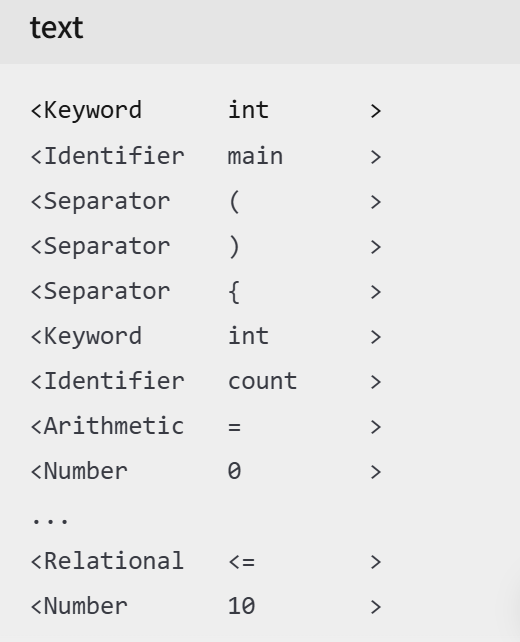 text
<Keyword      int       >
<Identifier   main      >
<Separator    (         >
<Separator    )         >
<Separator    {         >
<Keyword      int       >
<Identifier   count     >
<Arithmetic   =         >
<Number       0         >
...
<Relational   <=        >
<Number       10        >